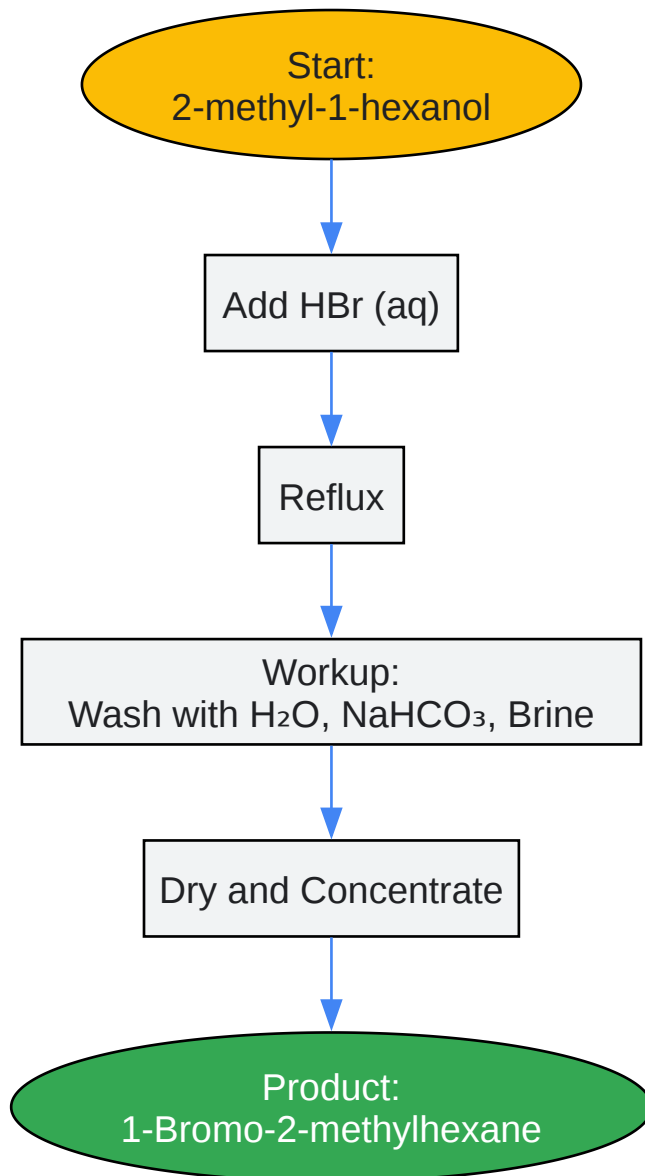 Start:
2-methyl-1-hexanol
Add HBr (aq)
Reflux
Workup:
Wash with H₂O, NaHCO₃, Brine
Dry and Concentrate
Product:
1-Bromo-2-methylhexane